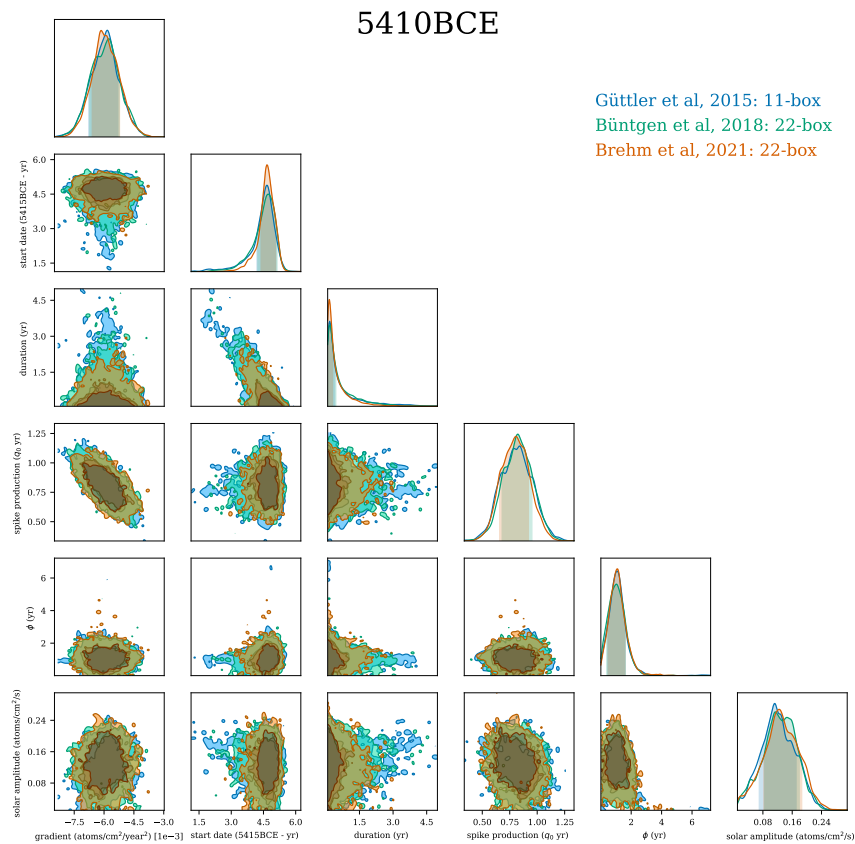 5410BCE
Güttler et al, 2015: 11-box
Büntgen et al, 2018: 22-box
Brehm et al, 2021: 22-box
start date (5415BCE - yr)
6.0
4.5
3.0
1.5
duration (yr)
4.5
3.0
1.5
spike production (q₀ yr)
1.25
1.00
0.75
0.50
ϕ (yr)
6
4
2
solar amplitude (atoms/cm²/s)
0.24
0.16
0.08
−7.5 −6.0 −4.5 −3.0
1.5 3.0 4.5 6.0
1.5 3.0 4.5
0.50 0.75 1.00 1.25
2 4 6
0.08 0.16 0.24
gradient (atoms/cm²/year²) [1e−3]
start date (5415BCE - yr)
duration (yr)
spike production (q₀ yr)
ϕ (yr)
solar amplitude (atoms/cm²/s)